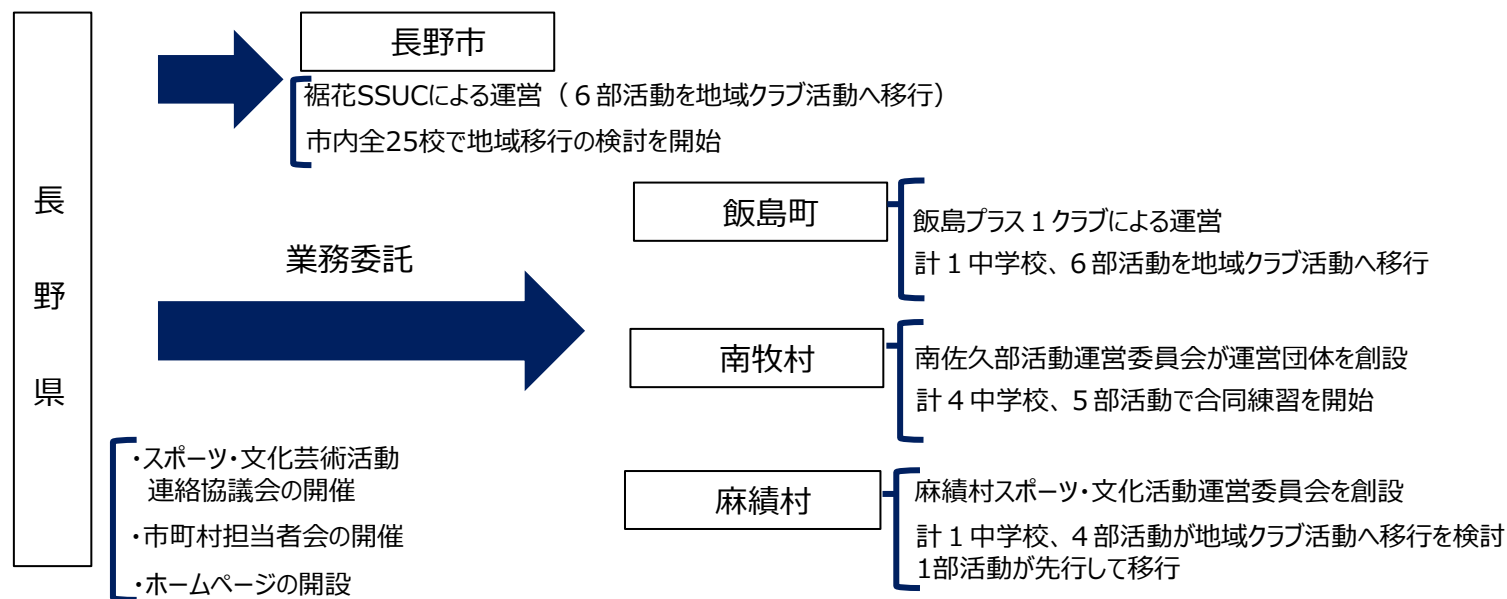 長野県
長野市
裾花SSUCによる運営（６部活動を地域クラブ活動へ移行）
市内全25校で地域移行の検討を開始
業務委託
飯島町
飯島プラス１クラブによる運営
計１中学校、６部活動を地域クラブ活動へ移行
南牧村
南佐久部活動運営委員会が運営団体を創設
計４中学校、５部活動で合同練習を開始
麻績村
麻績村スポーツ・文化活動運営委員会を創設
計１中学校、４部活動が地域クラブ活動へ移行を検討
1部活動が先行して移行
・スポーツ・文化芸術活動
連絡協議会の開催
・市町村担当者会の開催
・ホームページの開設